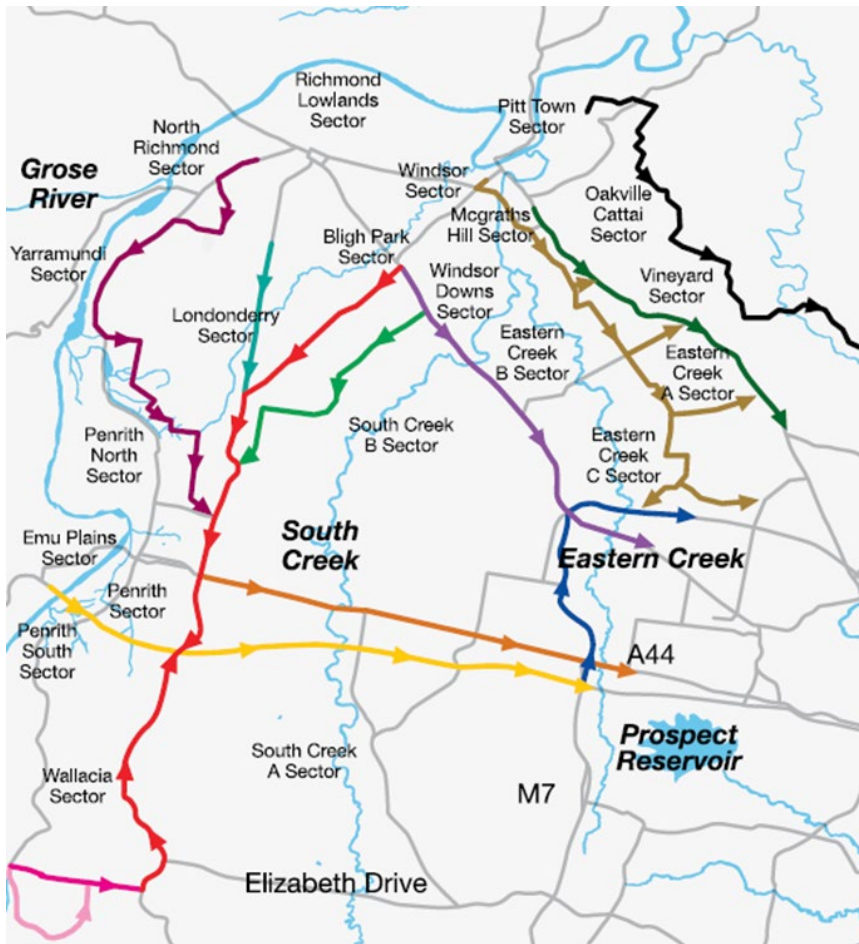 Richmond
Lowlands
Sector
Pitt Town
Sector
North
Richmond
Sector
Grose
River
Windsor
Sector
Oakville
Cattai
Sector
Mcgraths
Hill Sector
Yarramundi
Sector
Bligh Park
Sector
Windsor
Downs
Sector
Vineyard
Sector
Londonderry
Sector
Eastern
Creek
B Sector
Eastern
Creek
A Sector
Penrith
North
Sector
South Creek
B Sector
Eastern
Creek
C Sector
South
Creek
Eastern Creek
Emu Plains
Sector
Penrith
Sector
Penrith
South
Sector
A44
Prospect
Reservoir
South Creek
A Sector
Wallacia
Sector
M7
Elizabeth Drive